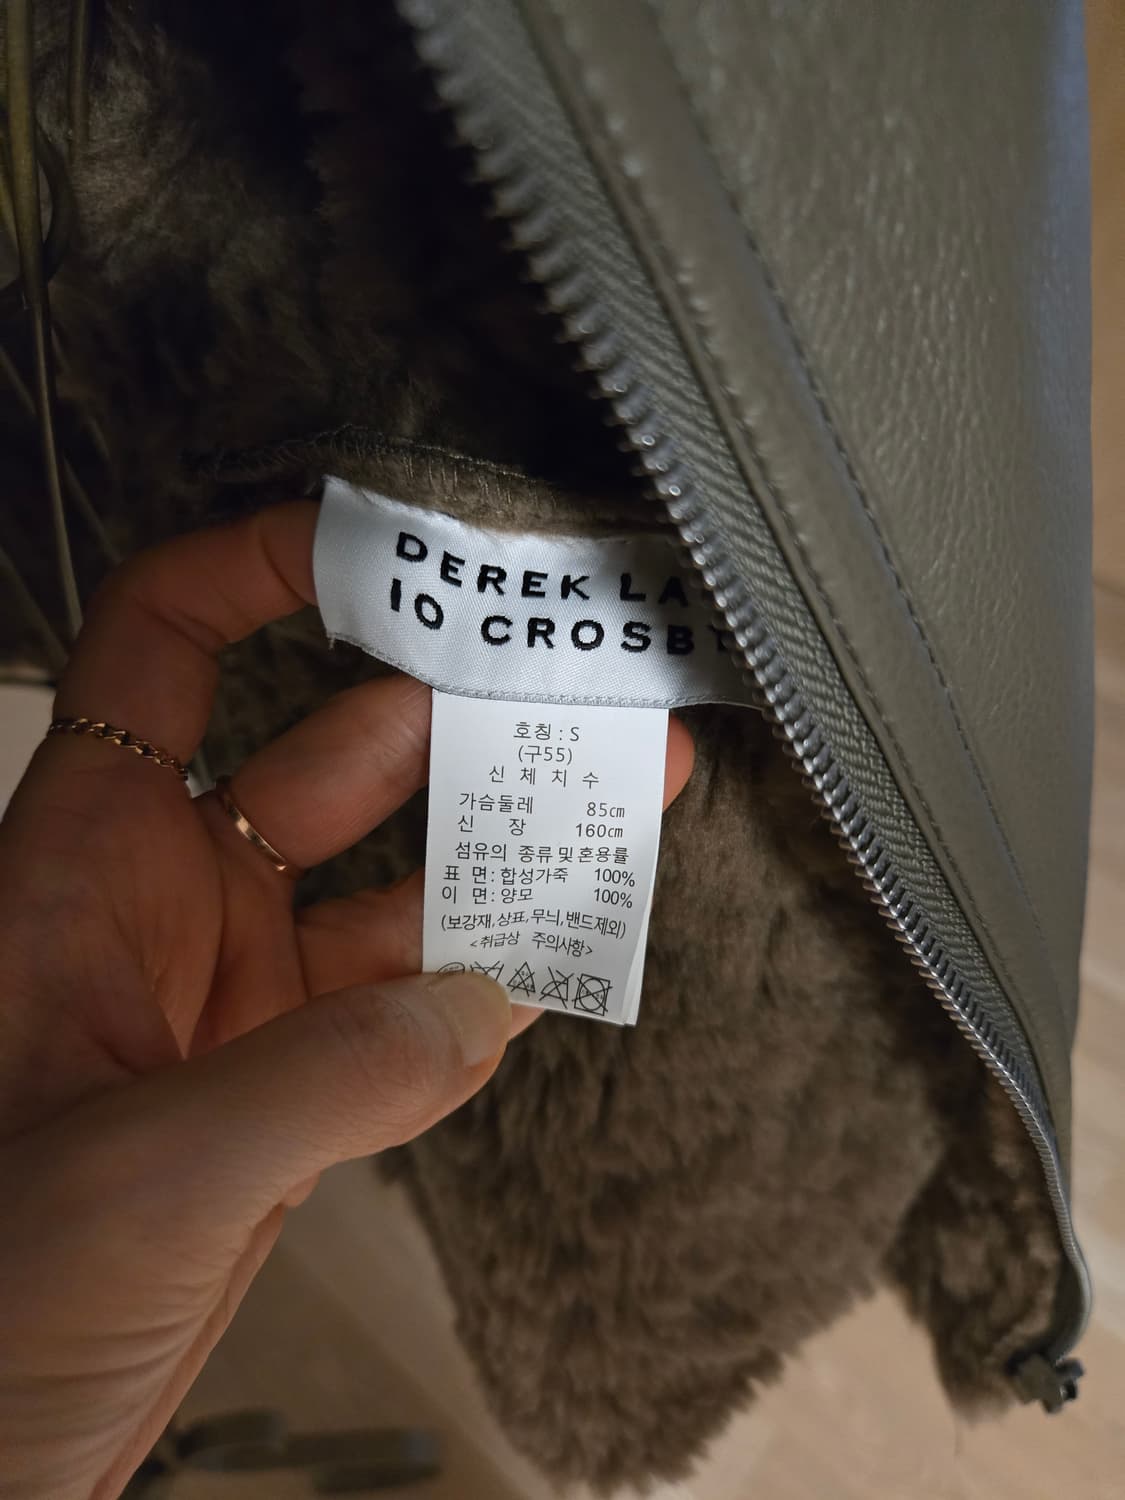 DEREK LA
10 CROSBY
호칭 : S
(구55)
신 체 치 수
가슴둘레 85㎝
신 장 160㎝
섬유의 종류 및 혼용률
표 면 : 합성가죽 100%
이 면 : 양모 100%
(보강재,상표,무늬,밴드제외)
<취급상 주의사항>